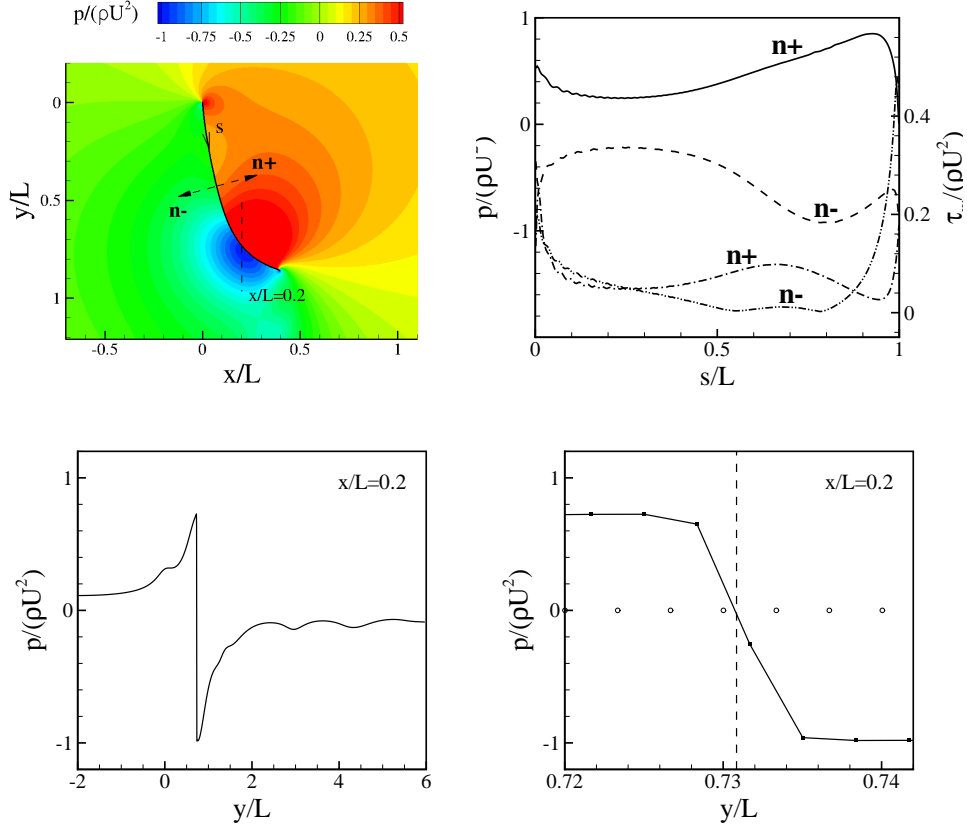 p/(ρU²)
-1 -0.75 -0.5 -0.25 0 0.25 0.5
0
0.5
1
y/L
s
n+
n-
x/L=0.2
-0.5 0 0.5 1
x/L
1
0
-1
p/(ρU
n+
n-
n+
n-
0.4
0.2
0
/(ρU²)
0 0.5 1
s/L
1
0
-1
p/(ρU²)
x/L=0.2
-2 0 2 4 6
y/L
1
0
-1
p/(ρU²)
x/L=0.2
0.72 0.73 0.74
y/L